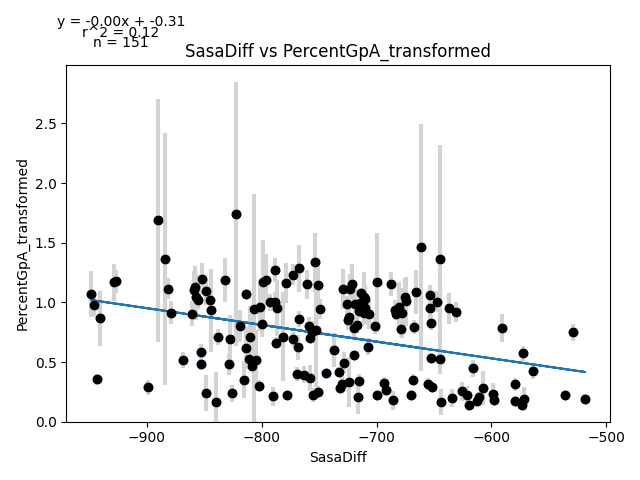 y = -0.00x + -0.31
r^2 = 0.12
n = 151
SasaDiff vs PercentGpA_transformed
PercentGpA_transformed
2.5
2.0
1.5
1.0
0.5
0.0
−900
−800
−700
−600
−500
SasaDiff